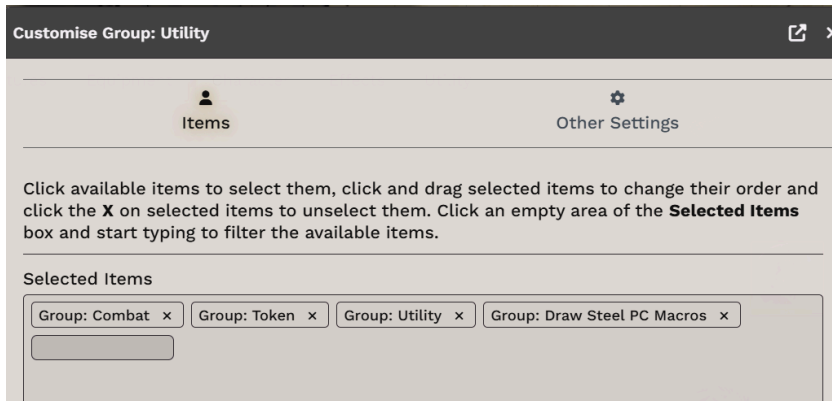 Customise Group: Utility
Items
Other Settings
Click available items to select them, click and drag selected items to change their order and
click the X on selected items to unselect them. Click an empty area of the Selected Items
box and start typing to filter the available items.
Selected Items
Group: Combat × Group: Token × Group: Utility × Group: Draw Steel PC Macros ×